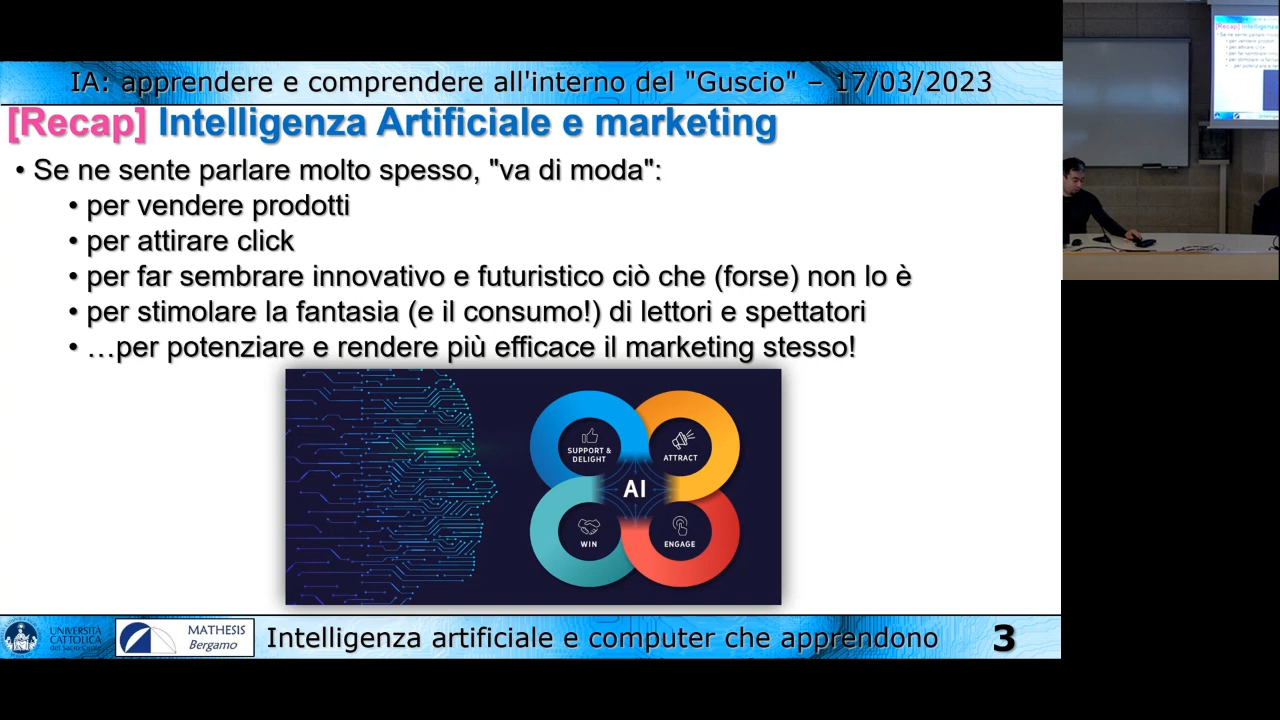 IA: apprendere e comprendere all'interno del "Guscio" – 17/03/2023
[Recap] Intelligenza Artificiale e marketing
• Se ne sente parlare molto spesso, "va di moda":
• per vendere prodotti
• per attirare click
• per far sembrare innovativo e futuristico ciò che (forse) non lo è
• per stimolare la fantasia (e il consumo!) di lettori e spettatori
• …per potenziare e rendere più efficace il marketing stesso!
SUPPORT &
DELIGHT
ATTRACT
AI
WIN
ENGAGE
UNIVERSITÀ
CATTOLICA
del Sacro Cuore
MATHESIS
Bergamo
Intelligenza artificiale e computer che apprendono
3
[Recap] Intelligenza